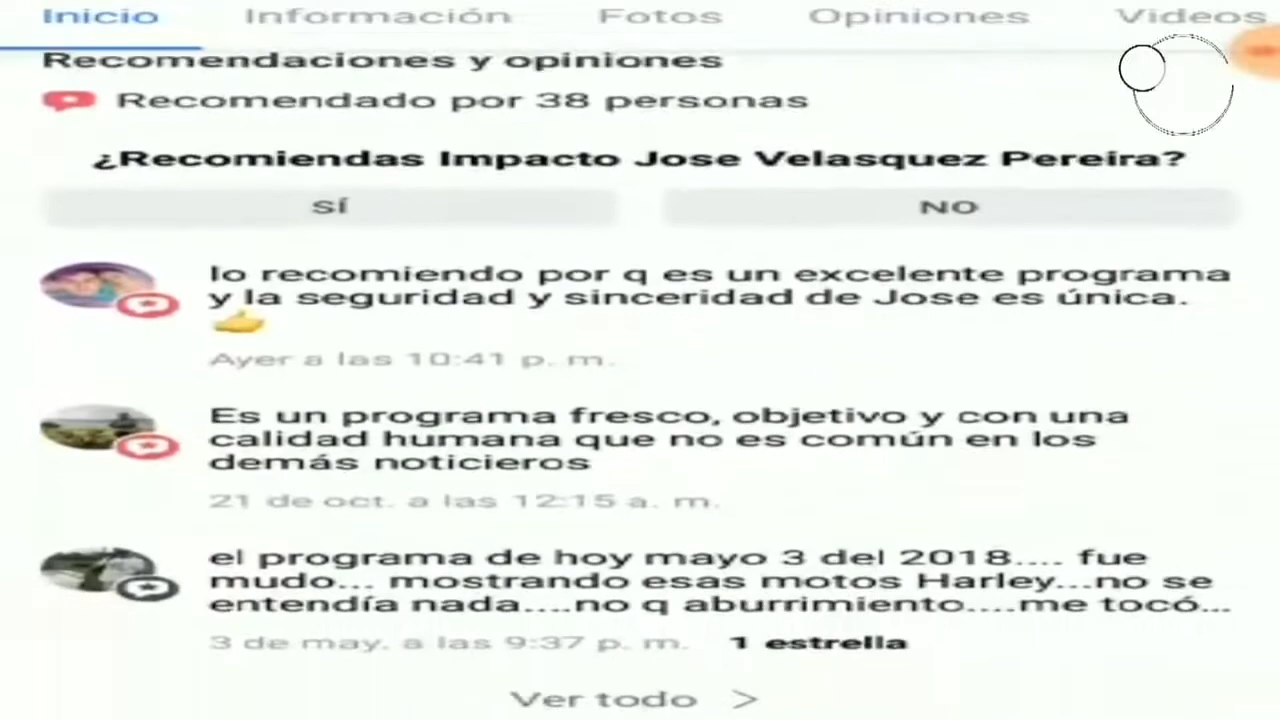 Inicio Información Fotos Opiniones Videos
Recomendaciones y opiniones
Recomendado por 38 personas
¿Recomiendas Impacto Jose Velasquez Pereira?
SÍ NO
lo recomiendo por q es un excelente programa
y la seguridad y sinceridad de Jose es única.
👍
Ayer a las 10:41 p. m.
Es un programa fresco, objetivo y con una
calidad humana que no es común en los
demás noticieros
21 de oct. a las 12:15 a. m.
el programa de hoy mayo 3 del 2018.... fue
mudo... mostrando esas motos Harley...no se
entendía nada....no q aburrimiento....me tocó...
3 de may. a las 9:37 p. m. 1 estrella
Ver todo >